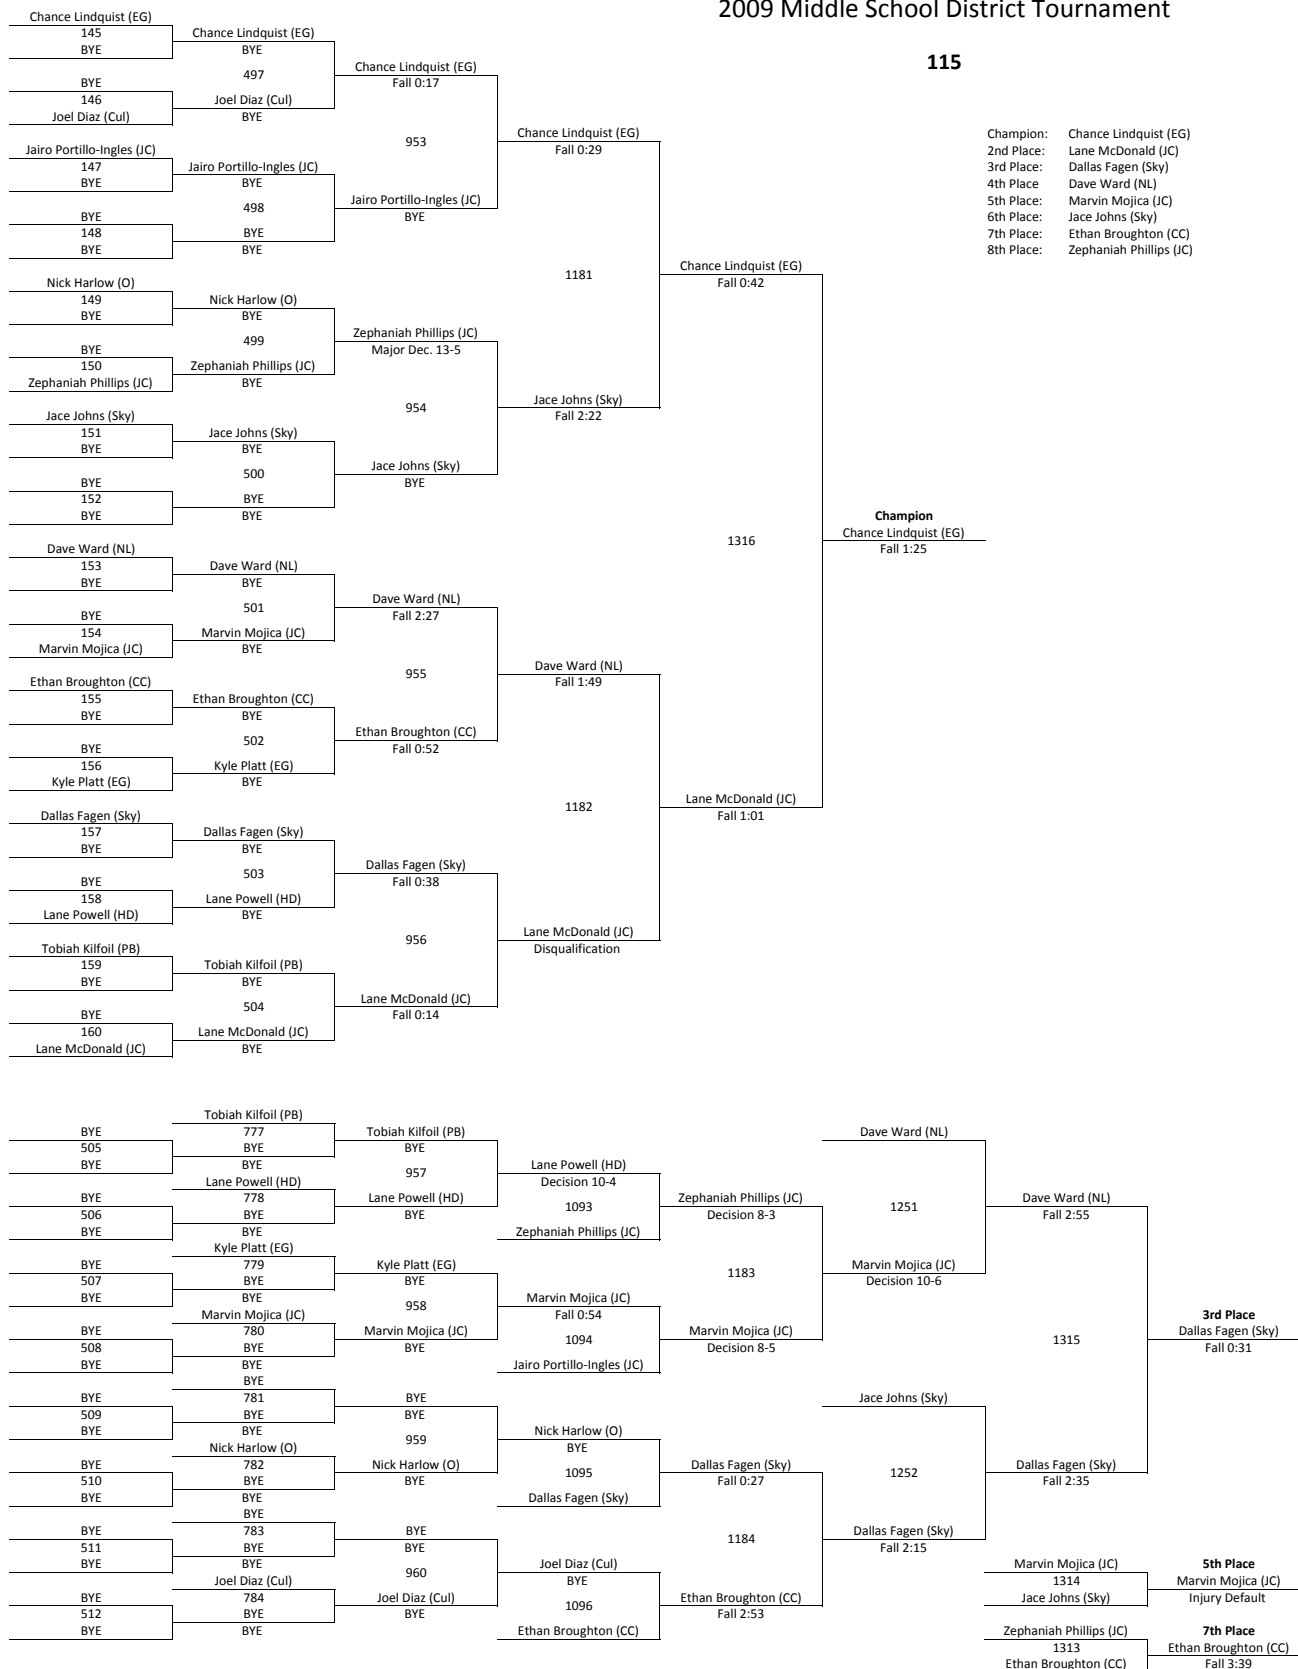 2009 Middle School District Tournament
115
Champion: Chance Lindquist (EG)
2nd Place: Lane McDonald (JC)
3rd Place: Dallas Fagen (Sky)
4th Place Dave Ward (NL)
5th Place: Marvin Mojica (JC)
6th Place: Jace Johns (Sky)
7th Place: Ethan Broughton (CC)
8th Place: Zephaniah Phillips (JC)
Chance Lindquist (EG)
145
BYE
BYE
146
Joel Diaz (Cul)
Jairo Portillo-Ingles (JC)
147
BYE
BYE
148
BYE
Nick Harlow (O)
149
BYE
BYE
150
Zephaniah Phillips (JC)
Jace Johns (Sky)
151
BYE
BYE
152
BYE
Dave Ward (NL)
153
BYE
BYE
154
Marvin Mojica (JC)
Ethan Broughton (CC)
155
BYE
BYE
156
Kyle Platt (EG)
Dallas Fagen (Sky)
157
BYE
BYE
158
Lane Powell (HD)
Tobiah Kilfoil (PB)
159
BYE
BYE
160
Lane McDonald (JC)
Chance Lindquist (EG)
BYE
497
Joel Diaz (Cul)
BYE
Jairo Portillo-Ingles (JC)
BYE
498
BYE
BYE
Nick Harlow (O)
BYE
499
Zephaniah Phillips (JC)
BYE
Jace Johns (Sky)
BYE
500
BYE
BYE
Dave Ward (NL)
BYE
501
Marvin Mojica (JC)
BYE
Ethan Broughton (CC)
BYE
502
Kyle Platt (EG)
BYE
Dallas Fagen (Sky)
BYE
503
Lane Powell (HD)
BYE
Tobiah Kilfoil (PB)
BYE
504
Lane McDonald (JC)
BYE
Chance Lindquist (EG)
Fall 0:17
953
Jairo Portillo-Ingles (JC)
BYE
Zephaniah Phillips (JC)
Major Dec. 13-5
954
Jace Johns (Sky)
BYE
Dave Ward (NL)
Fall 2:27
955
Ethan Broughton (CC)
Fall 0:52
Dallas Fagen (Sky)
Fall 0:38
956
Lane McDonald (JC)
Fall 0:14
Chance Lindquist (EG)
Fall 0:29
1181
Jace Johns (Sky)
Fall 2:22
Dave Ward (NL)
Fall 1:49
1182
Lane McDonald (JC)
Disqualification
Chance Lindquist (EG)
Fall 0:42
1316
Lane McDonald (JC)
Fall 1:01
Champion
Chance Lindquist (EG)
Fall 1:25
BYE
505
BYE
BYE
506
BYE
BYE
507
BYE
BYE
508
BYE
BYE
509
BYE
BYE
510
BYE
BYE
511
BYE
BYE
512
BYE
Tobiah Kilfoil (PB)
777
BYE
BYE
Lane Powell (HD)
778
BYE
BYE
Kyle Platt (EG)
779
BYE
BYE
Marvin Mojica (JC)
780
BYE
BYE
BYE
781
BYE
BYE
Nick Harlow (O)
782
BYE
BYE
BYE
783
BYE
BYE
Joel Diaz (Cul)
784
BYE
BYE
Tobiah Kilfoil (PB)
BYE
957
Lane Powell (HD)
BYE
Kyle Platt (EG)
BYE
958
Marvin Mojica (JC)
BYE
BYE
BYE
959
Nick Harlow (O)
BYE
BYE
BYE
960
Joel Diaz (Cul)
BYE
Lane Powell (HD)
Decision 10-4
1093
Zephaniah Phillips (JC)
Marvin Mojica (JC)
Fall 0:54
1094
Jairo Portillo-Ingles (JC)
Nick Harlow (O)
BYE
1095
Dallas Fagen (Sky)
Joel Diaz (Cul)
BYE
1096
Ethan Broughton (CC)
Zephaniah Phillips (JC)
Decision 8-3
1183
Marvin Mojica (JC)
Decision 8-5
Dallas Fagen (Sky)
Fall 0:27
1184
Ethan Broughton (CC)
Fall 2:53
Dave Ward (NL)
1251
Marvin Mojica (JC)
Decision 10-6
Jace Johns (Sky)
1252
Dallas Fagen (Sky)
Fall 2:15
Dave Ward (NL)
Fall 2:55
1315
Dallas Fagen (Sky)
Fall 2:35
3rd Place
Dallas Fagen (Sky)
Fall 0:31
Marvin Mojica (JC)
1314
Jace Johns (Sky)
5th Place
Marvin Mojica (JC)
Injury Default
Zephaniah Phillips (JC)
1313
Ethan Broughton (CC)
7th Place
Ethan Broughton (CC)
Fall 3:39